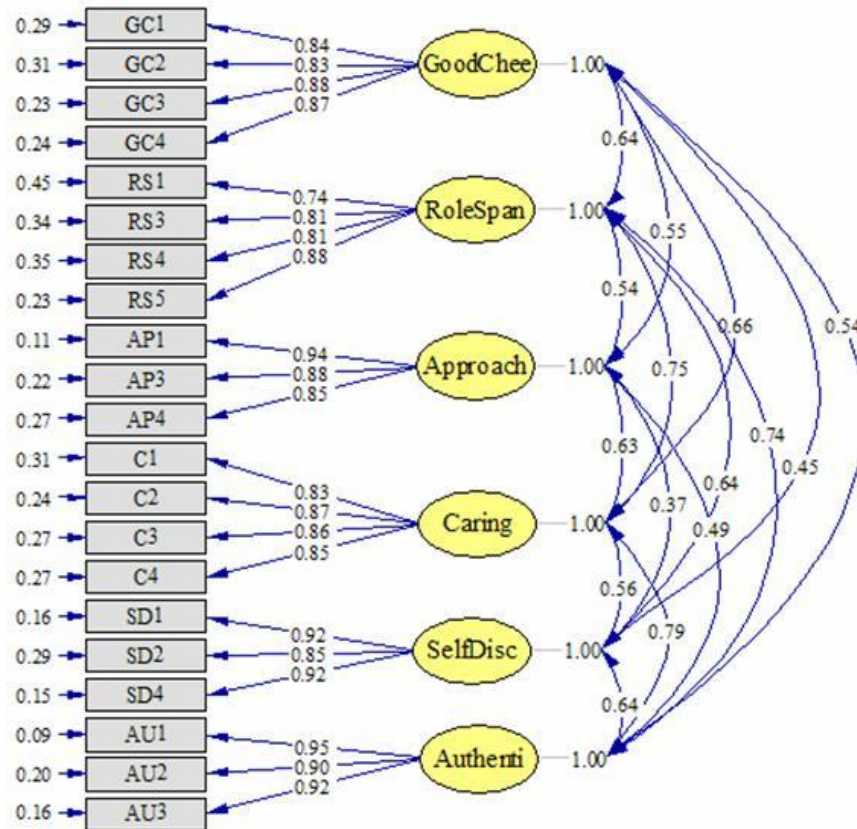 0.29 GC1
0.84
0.31 GC2
0.83
GoodChee 1.00
0.23 GC3
0.88
0.87
0.24 GC4
0.64
0.45 RS1
0.74
0.34 RS3
0.81
RoleSpan 1.00
0.55
0.35 RS4
0.81
0.88
0.23 RS5
0.54
0.11 AP1
0.94
0.66
0.54
0.22 AP3
0.88
Approach 1.00
0.75
0.27 AP4
0.85
0.74
0.31 C1
0.63
0.64
0.45
0.24 C2
0.83
0.87
0.37
0.27 C3
0.86
Caring 1.00
0.49
0.27 C4
0.85
0.56
0.16 SD1
0.92
0.79
0.29 SD2
0.85
SelfDisc 1.00
0.15 SD4
0.92
0.64
0.09 AU1
0.95
0.20 AU2
0.90
Authenti 1.00
0.16 AU3
0.92